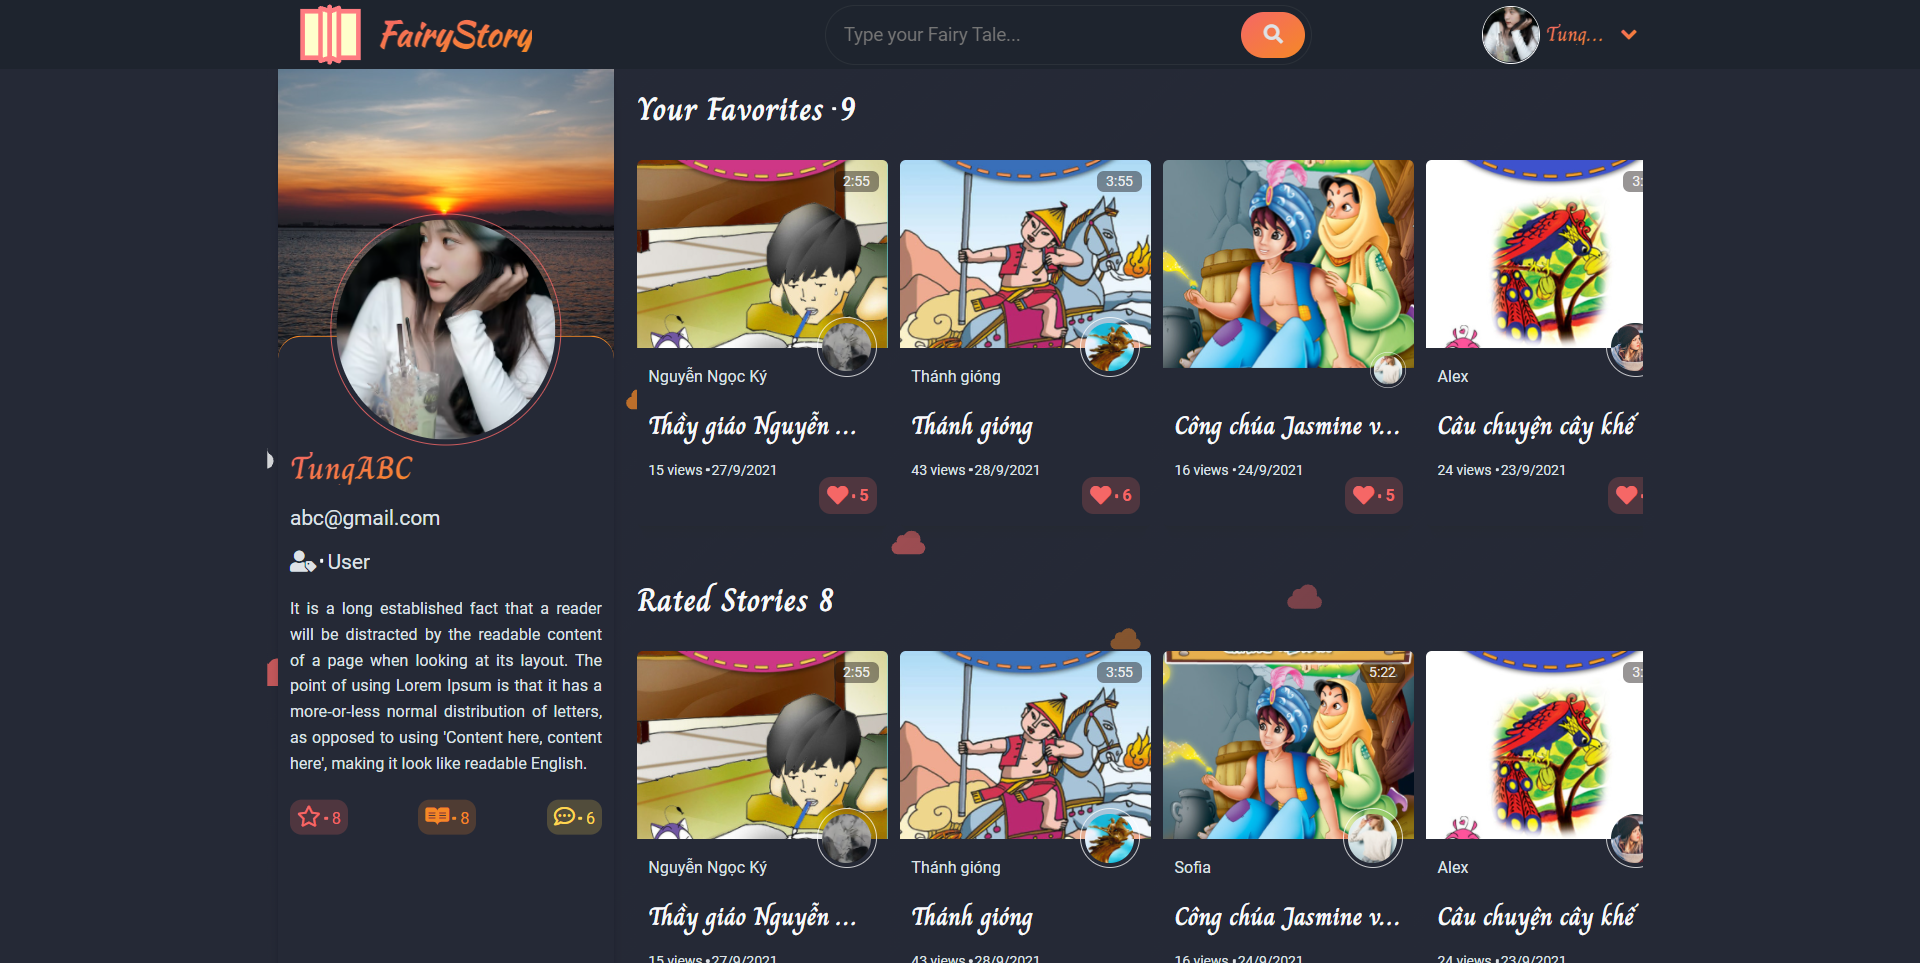 FairyStory
Type your Fairy Tale...
Tunq...
Your Favorites · 9
2:55
3:55
Nguyễn Ngọc Ký
Thánh gióng
Alex
Thầy giáo Nguyễn ...
Thánh gióng
Công chúa Jasmine v...
Câu chuyện cây khế
15 views • 27/9/2021
43 views • 28/9/2021
16 views • 24/9/2021
24 views • 23/9/2021
· 5
· 6
· 5
TunqABC
abc@gmail.com
· User
It is a long established fact that a reader
will be distracted by the readable content
of a page when looking at its layout. The
point of using Lorem Ipsum is that it has a
more-or-less normal distribution of letters,
as opposed to using 'Content here, content
here', making it look like readable English.
· 8
· 8
· 6
Rated Stories 8
2:55
3:55
5:22
Nguyễn Ngọc Ký
Thánh gióng
Sofia
Alex
Thầy giáo Nguyễn ...
Thánh gióng
Công chúa Jasmine v...
Câu chuyện cây khế
15 views • 27/9/2021
43 views • 28/9/2021
16 views • 24/9/2021
24 views • 23/9/2021